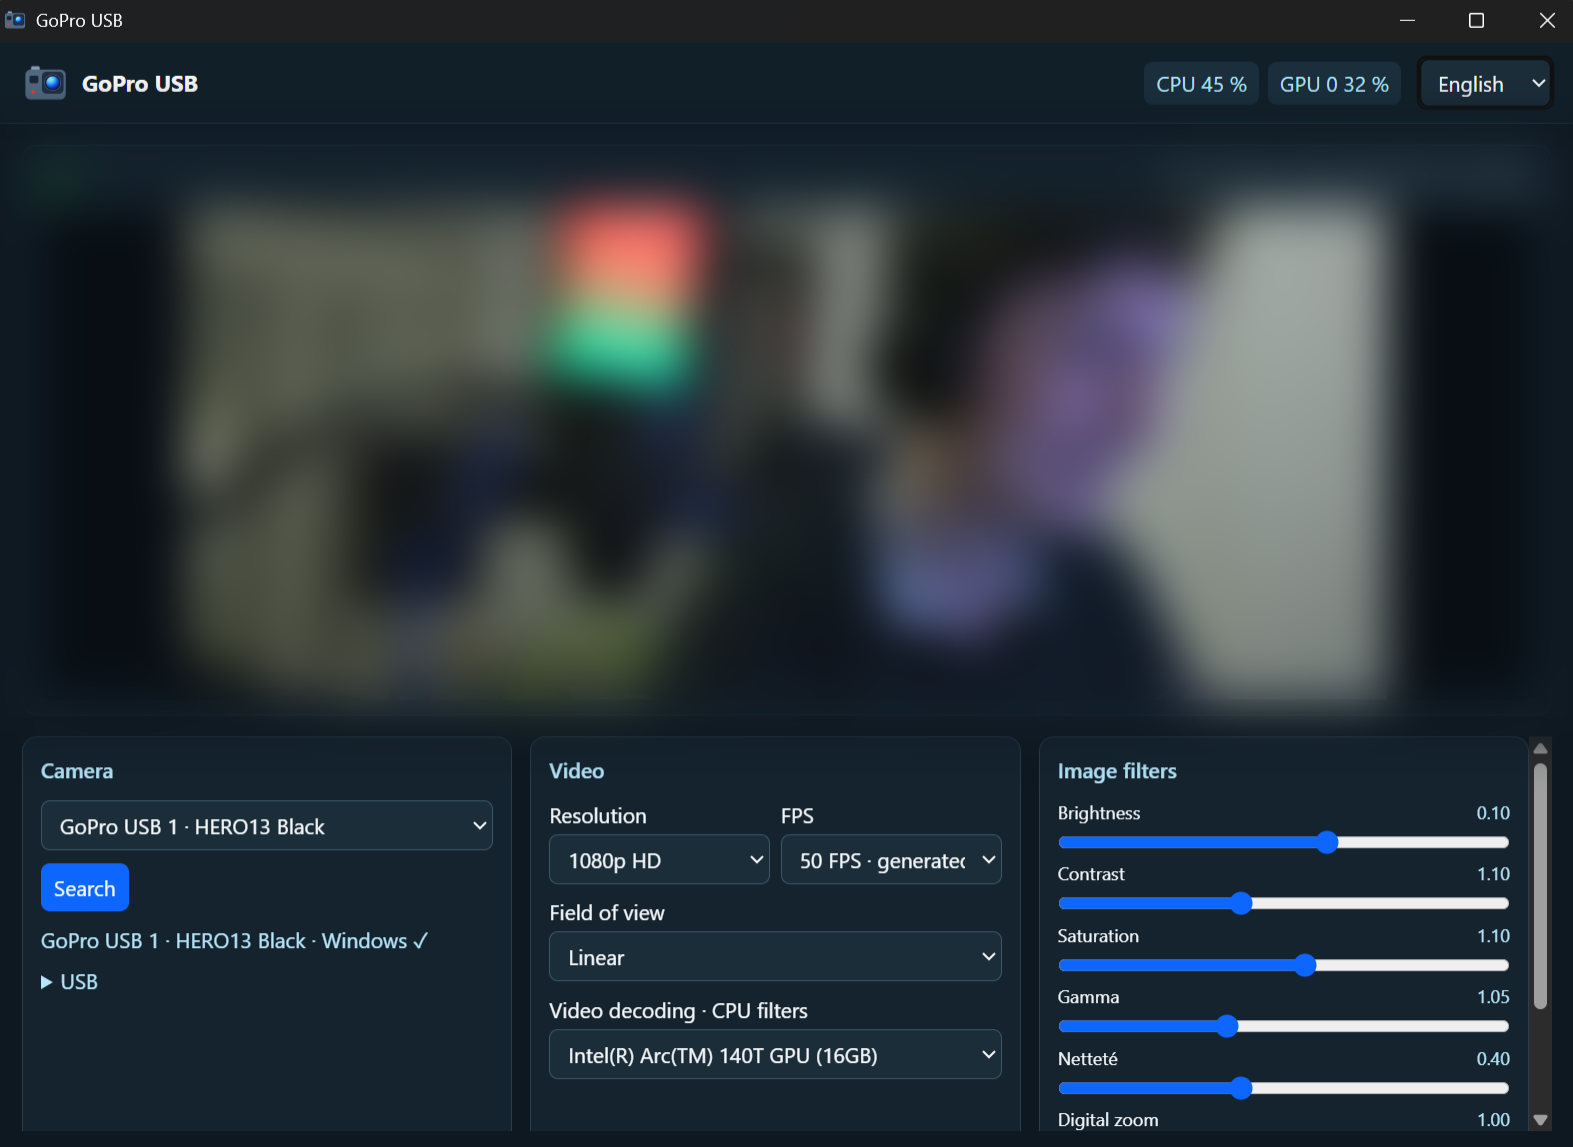 GoPro USB
GoPro USB
CPU 45 %
GPU 0 32 %
English
Camera
GoPro USB 1 · HERO13 Black
Search
GoPro USB 1 · HERO13 Black · Windows ✓
▶ USB
Video
Resolution
FPS
1080p HD
50 FPS · generated
Field of view
Linear
Video decoding · CPU filters
Intel(R) Arc(TM) 140T GPU (16GB)
Image filters
Brightness 0.10
Contrast 1.10
Saturation 1.10
Gamma 1.05
Netteté 0.40
Digital zoom 1.00